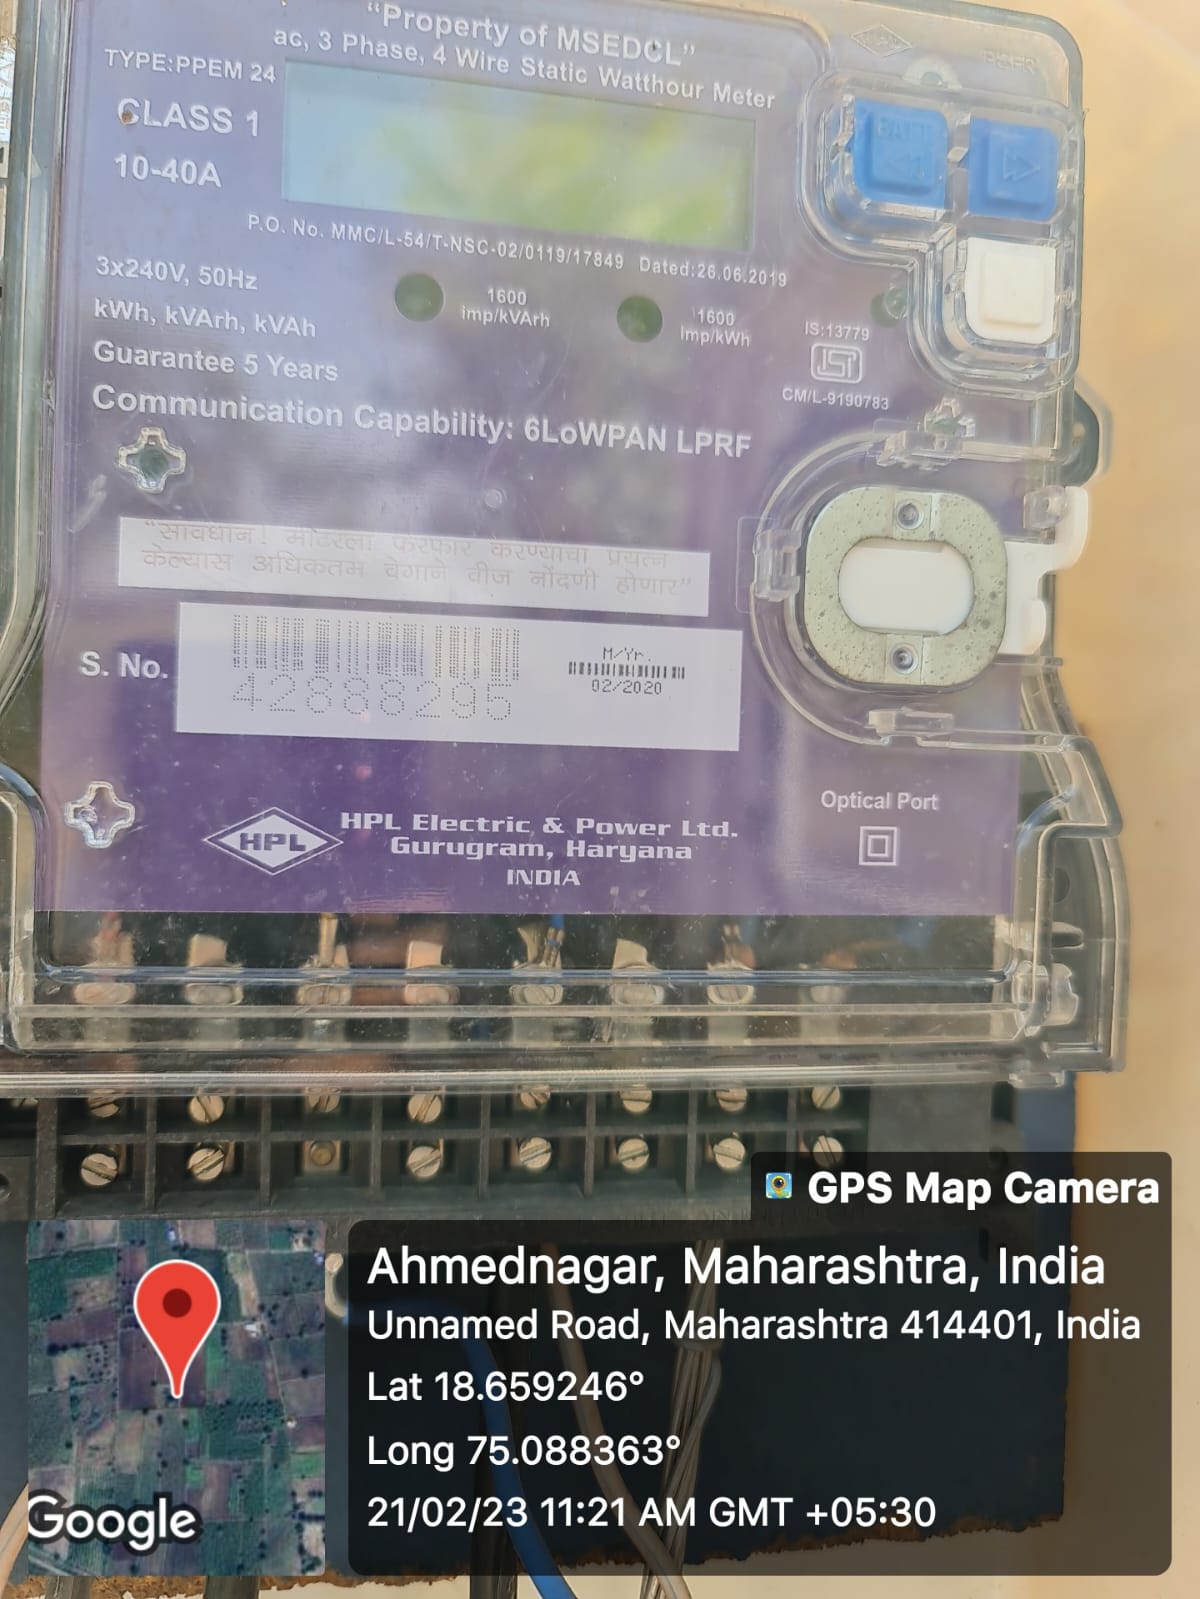 "Property of MSEDCL"
ac, 3 Phase, 4 Wire Static Watthour Meter
TYPE:PPEM 24
CLASS 1
10-40A
BATT
P.O. No. MMC/L-54/T-NSC-02/0119/17849 Dated:26.06.2019
3x240V, 50Hz
kWh, kVArh, kVAh
Guarantee 5 Years
1600
imp/kVArh
1600
imp/kWh
IS:13779
ISI
CM/L-9190783
Communication Capability: 6LoWPAN LPRF
"सावधान! मीटरला फेरफार करण्याचा प्रयत्न
केल्यास अधिकतम वेगाने वीज नोंदणी होणार"
S. No.
42888295
M/Yr.
02/2020
HPL
HPL Electric & Power Ltd.
Gurugram, Haryana
INDIA
Optical Port
GPS Map Camera
Ahmednagar, Maharashtra, India
Unnamed Road, Maharashtra 414401, India
Lat 18.659246°
Long 75.088363°
21/02/23 11:21 AM GMT +05:30
Google